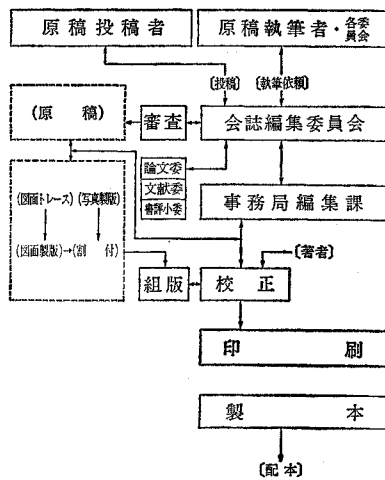 原稿投稿者
原稿執筆者・各委員会
〔投稿〕
〔執筆依頼〕
(原稿)
審査
会誌編集委員会
論文委
文献委
書評小委
事務局編集課
(図面トレース)(写真製版)
(図面製版)→(割付)
〔著者〕
組版
校正
印刷
製本
〔配本〕